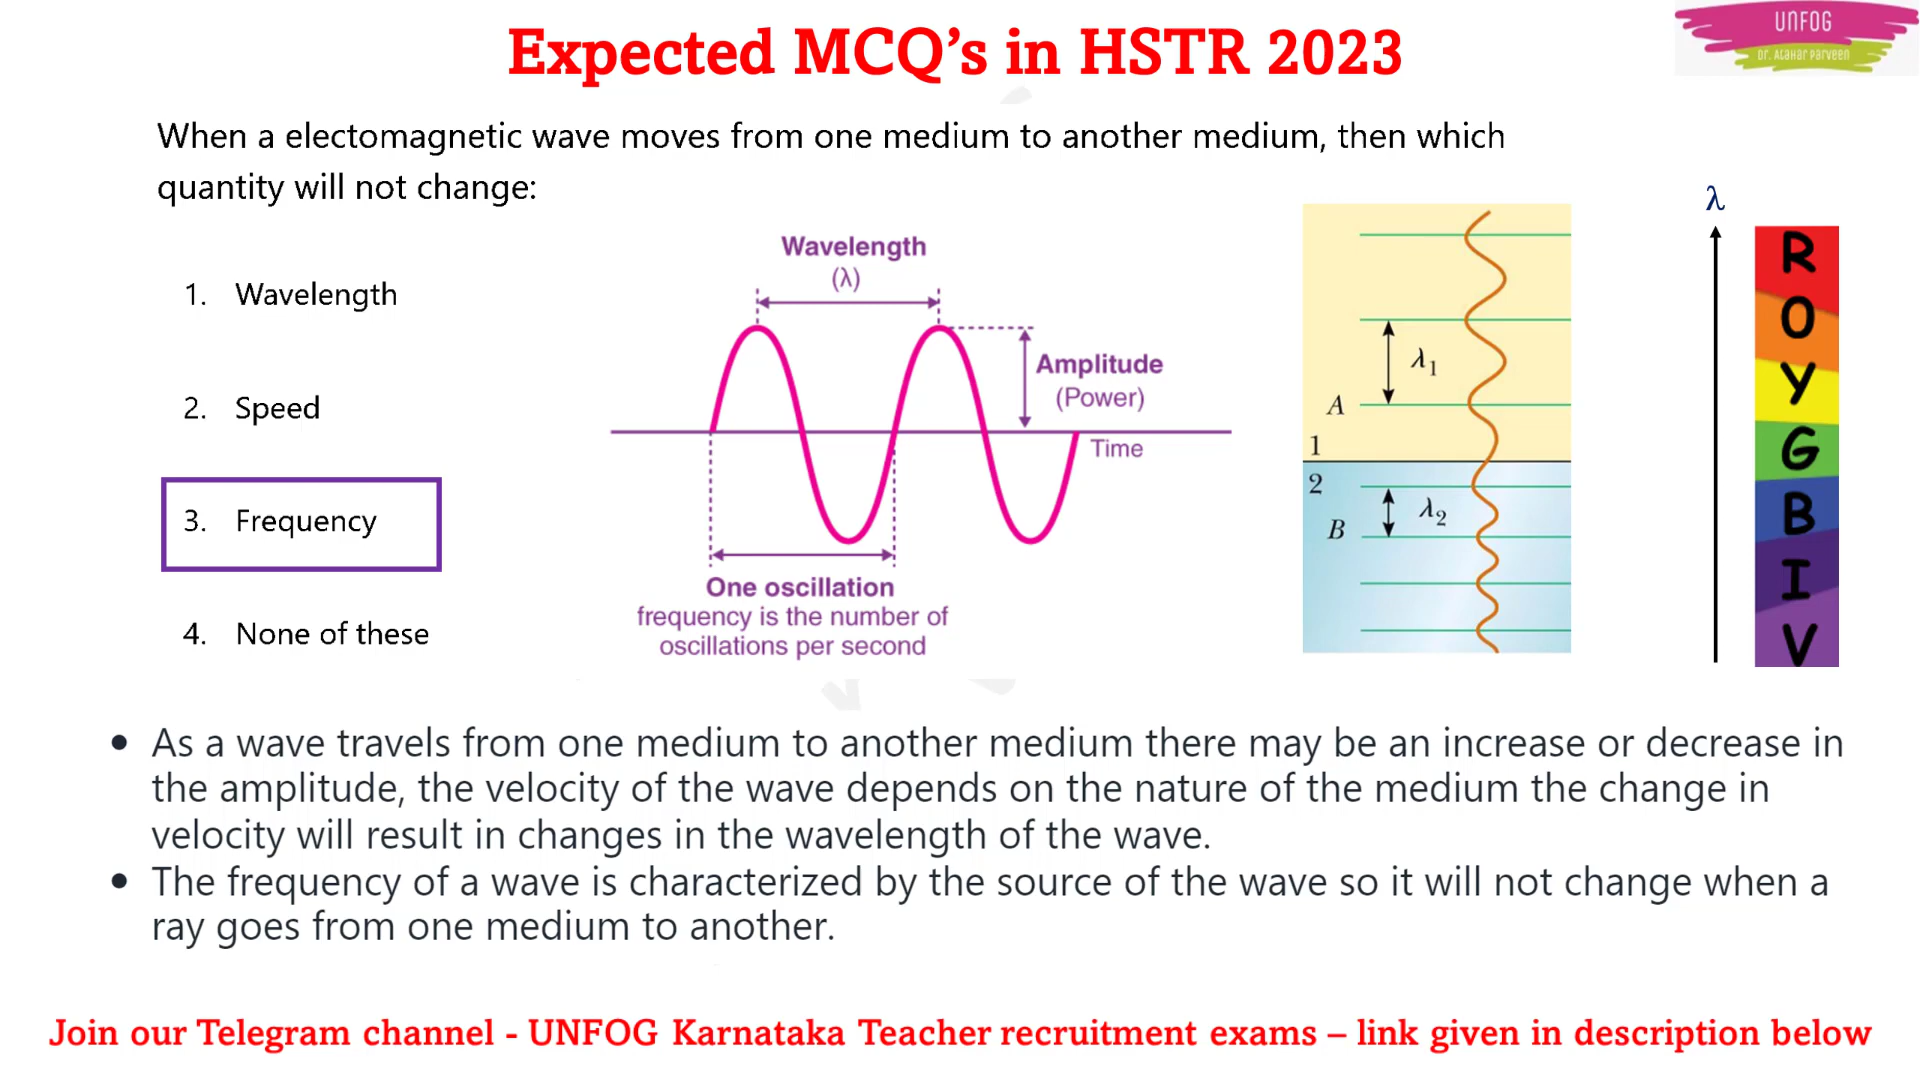 Expected MCQ’s in HSTR 2023
UNFOG
Dr. Atahar Parveen
When a electomagnetic wave moves from one medium to another medium, then which
quantity will not change:
1. Wavelength
2. Speed
3. Frequency
4. None of these
Wavelength
(λ)
Amplitude
(Power)
Time
One oscillation
frequency is the number of
oscillations per second
λ1
A
1
2
λ2
B
λ
R
O
Y
G
B
I
V
• As a wave travels from one medium to another medium there may be an increase or decrease in
the amplitude, the velocity of the wave depends on the nature of the medium the change in
velocity will result in changes in the wavelength of the wave.
• The frequency of a wave is characterized by the source of the wave so it will not change when a
ray goes from one medium to another.
Join our Telegram channel - UNFOG Karnataka Teacher recruitment exams – link given in description below